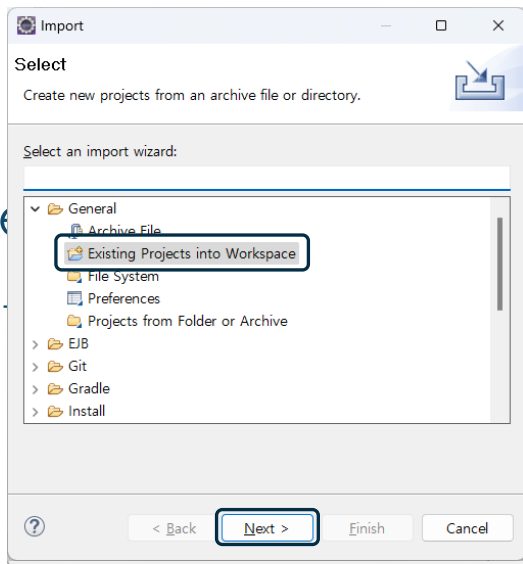 Import
Select
Create new projects from an archive file or directory.
Select an import wizard:
General
Archive File
Existing Projects into Workspace
File System
Preferences
Projects from Folder or Archive
EJB
Git
Gradle
Install
? < Back Next > Finish Cancel